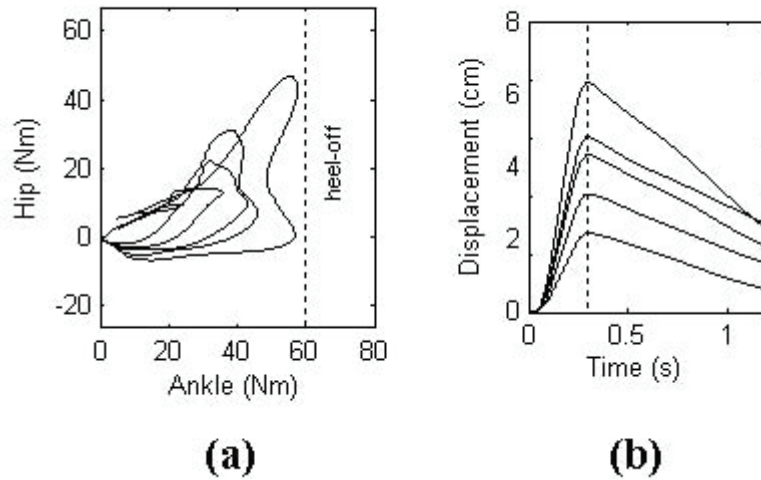 60
40
20
0
-20
Hip (Nm)
0 20 40 60 80
Ankle (Nm)
heel-off
(a)
8
6
4
2
0
Displacement (cm)
0 0.5 1
Time (s)
(b)